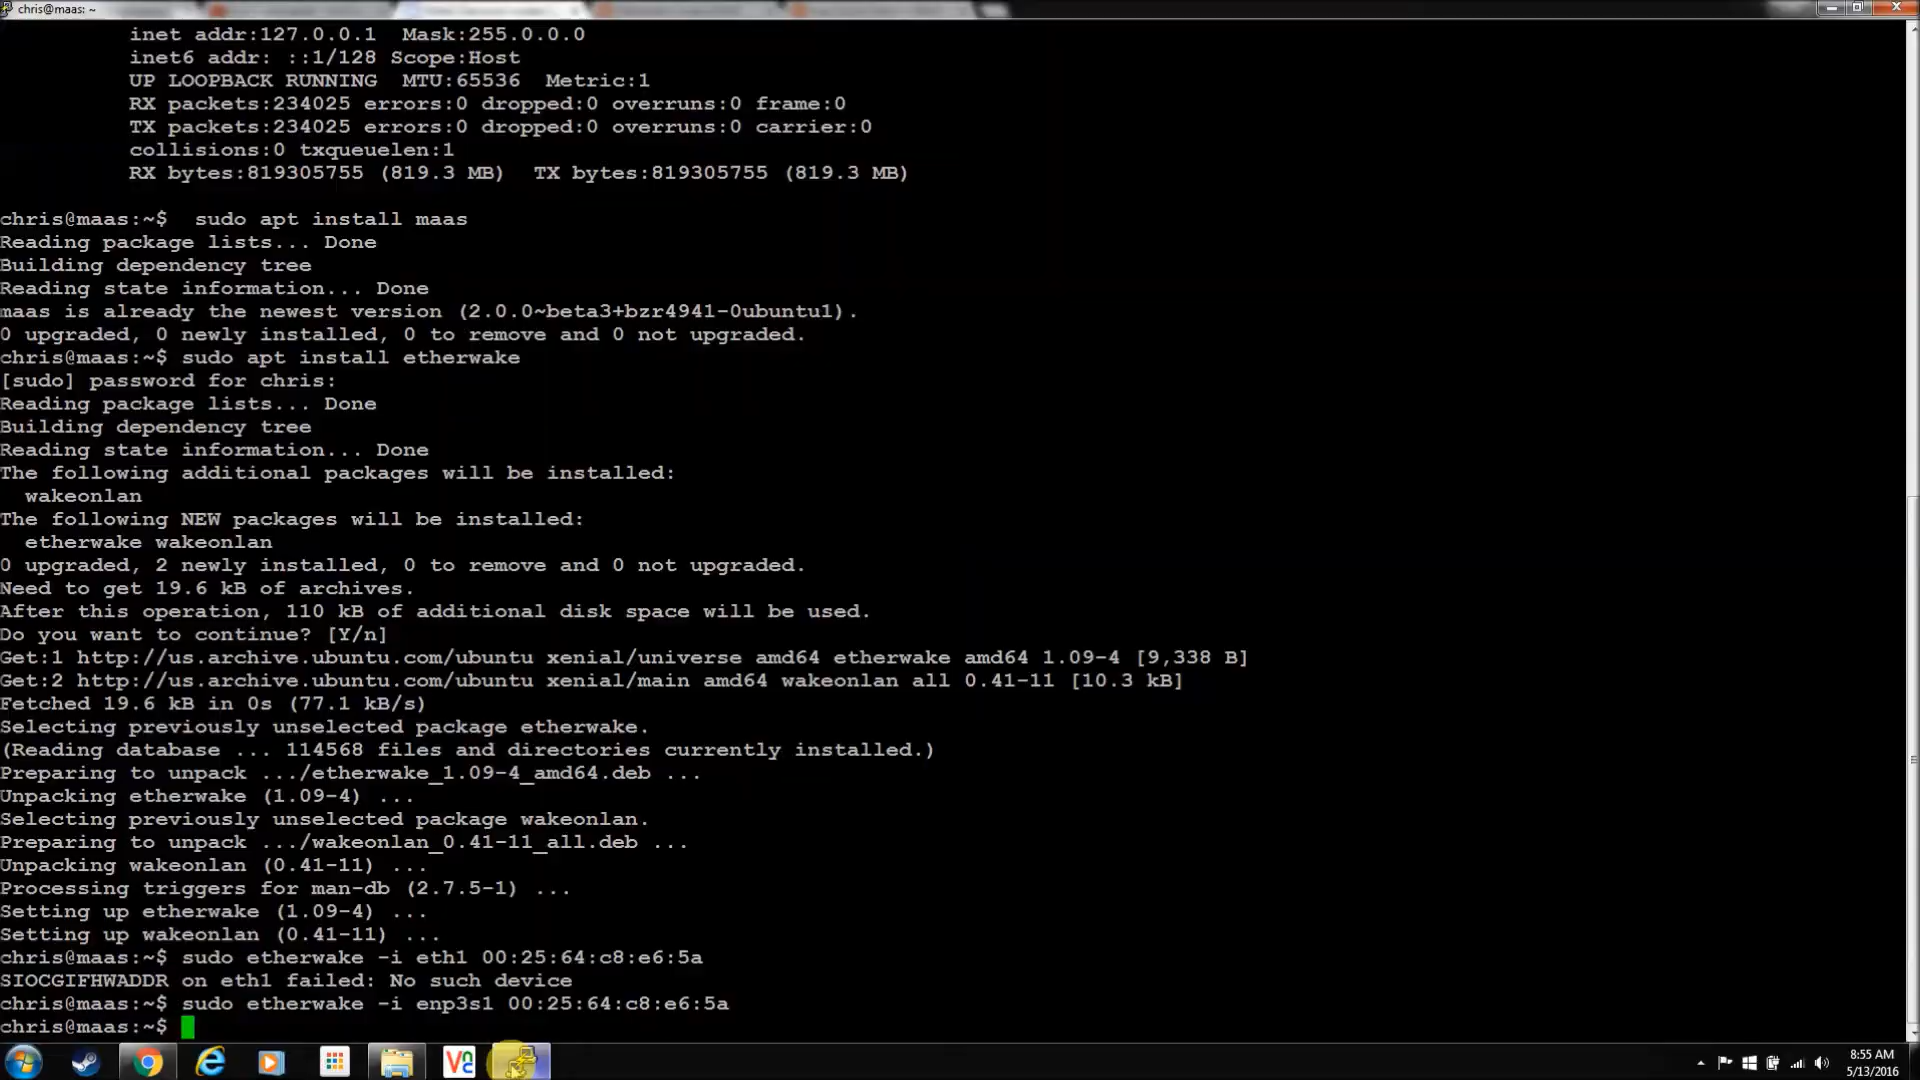 chris@maas: ~
inet addr:127.0.0.1  Mask:255.0.0.0
inet6 addr: ::1/128 Scope:Host
UP LOOPBACK RUNNING  MTU:65536  Metric:1
RX packets:234025 errors:0 dropped:0 overruns:0 frame:0
TX packets:234025 errors:0 dropped:0 overruns:0 carrier:0
collisions:0 txqueuelen:1
RX bytes:819305755 (819.3 MB)  TX bytes:819305755 (819.3 MB)
chris@maas:~$  sudo apt install maas
Reading package lists... Done
Building dependency tree
Reading state information... Done
maas is already the newest version (2.0.0~beta3+bzr4941-0ubuntu1).
0 upgraded, 0 newly installed, 0 to remove and 0 not upgraded.
chris@maas:~$ sudo apt install etherwake
[sudo] password for chris:
Reading package lists... Done
Building dependency tree
Reading state information... Done
The following additional packages will be installed:
wakeonlan
The following NEW packages will be installed:
etherwake wakeonlan
0 upgraded, 2 newly installed, 0 to remove and 0 not upgraded.
Need to get 19.6 kB of archives.
After this operation, 110 kB of additional disk space will be used.
Do you want to continue? [Y/n]
Get:1 http://us.archive.ubuntu.com/ubuntu xenial/universe amd64 etherwake amd64 1.09-4 [9,338 B]
Get:2 http://us.archive.ubuntu.com/ubuntu xenial/main amd64 wakeonlan all 0.41-11 [10.3 kB]
Fetched 19.6 kB in 0s (77.1 kB/s)
Selecting previously unselected package etherwake.
(Reading database ... 114568 files and directories currently installed.)
Preparing to unpack .../etherwake_1.09-4_amd64.deb ...
Unpacking etherwake (1.09-4) ...
Selecting previously unselected package wakeonlan.
Preparing to unpack .../wakeonlan_0.41-11_all.deb ...
Unpacking wakeonlan (0.41-11) ...
Processing triggers for man-db (2.7.5-1) ...
Setting up etherwake (1.09-4) ...
Setting up wakeonlan (0.41-11) ...
chris@maas:~$ sudo etherwake -i eth1 00:25:64:c8:e6:5a
SIOCGIFHWADDR on eth1 failed: No such device
chris@maas:~$ sudo etherwake -i enp3s1 00:25:64:c8:e6:5a
chris@maas:~$
8:55 AM
5/13/2016